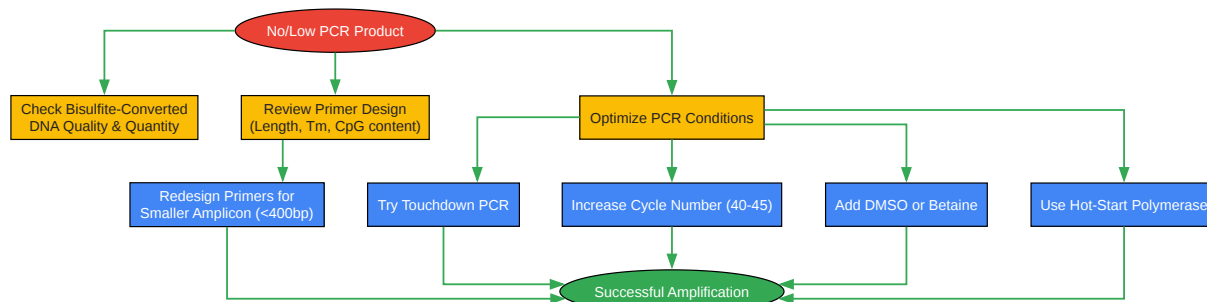 No/Low PCR Product
Check Bisulfite-Converted
DNA Quality & Quantity
Review Primer Design
(Length, Tm, CpG content)
Optimize PCR Conditions
Redesign Primers for
Smaller Amplicon (<400bp)
Try Touchdown PCR
Increase Cycle Number (40-45)
Add DMSO or Betaine
Use Hot-Start Polymerase
Successful Amplification